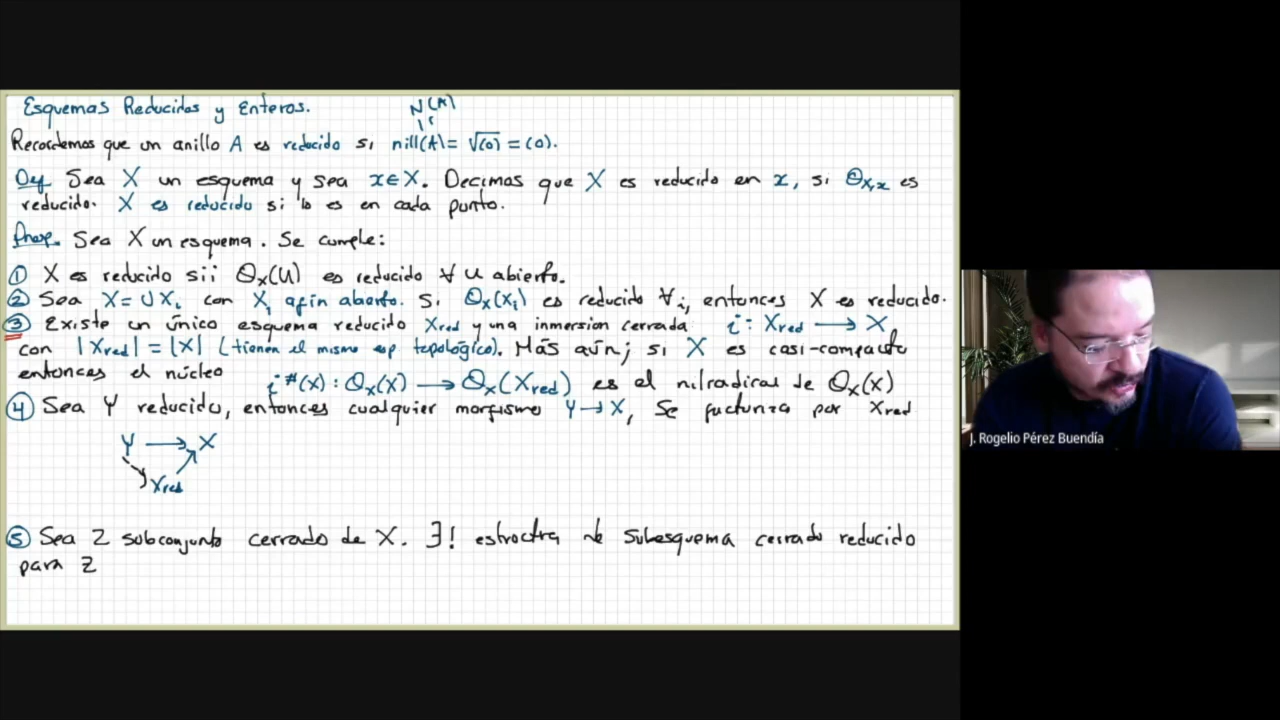 Esquemas Reducidos y Enteros.
N(A)
Recordemos que un anillo A es reducido si nill(A) = √(0) = (0).
Def Sea X un esquema y sea x ∈ X. Decimos que X es reducido en x, si 𝒪_{X,x} es
reducido. X es reducido si lo es en cada punto.
Prop. Sea X un esquema. Se cumple:
① X es reducido sii 𝒪_X(U) es reducido ∀ U abierto.
② Sea X = ∪X_i con X_i afín abierto. Si 𝒪_X(X_i) es reducido ∀_i, entonces X es reducido.
③ Existe un único esquema reducido X_red y una inmersion cerrada i : X_red ⟶ X,
con |X_red| = |X| (tienen el mismo esp topológico). Más aún; si X es casi-compacto
entonces el núcleo i^#(X) : 𝒪_X(X) ⟶ 𝒪_X(X_red) es el nilradical de 𝒪_X(X)
④ Sea Y reducido, entonces cualquier morfismo Y → X, se factoriza por X_red
Y ⟶ X
X_red
⑤ Sea Z subconjunto cerrado de X. ∃! estructra de subesquema cerrado reducido
para Z
J. Rogelio Pérez Buendía